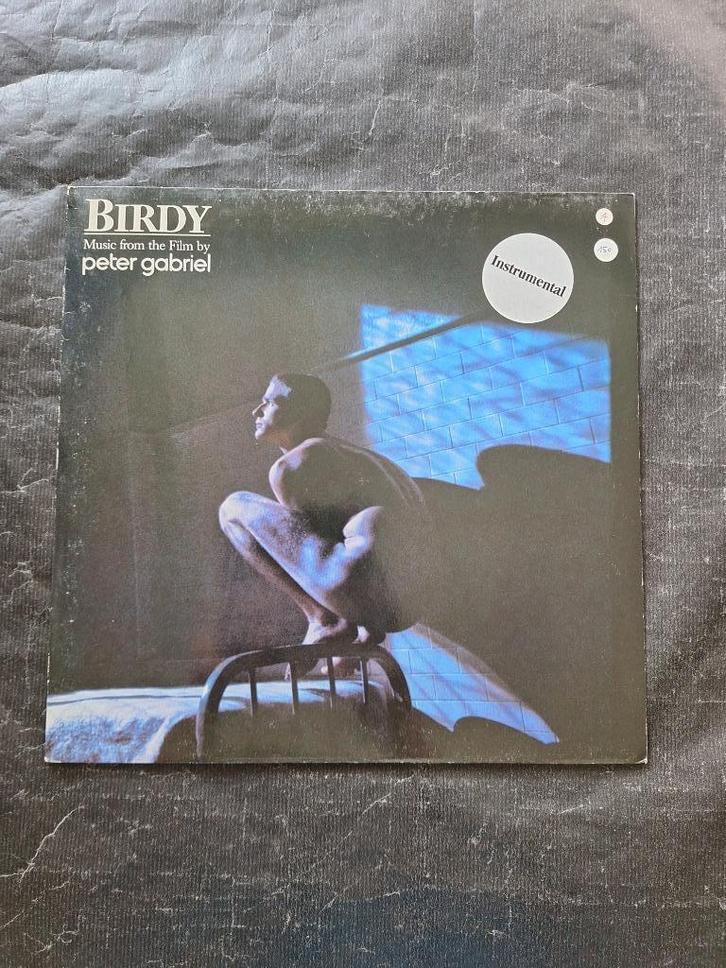 BIRDY
Music from the Film by
peter gabriel
Instrumental